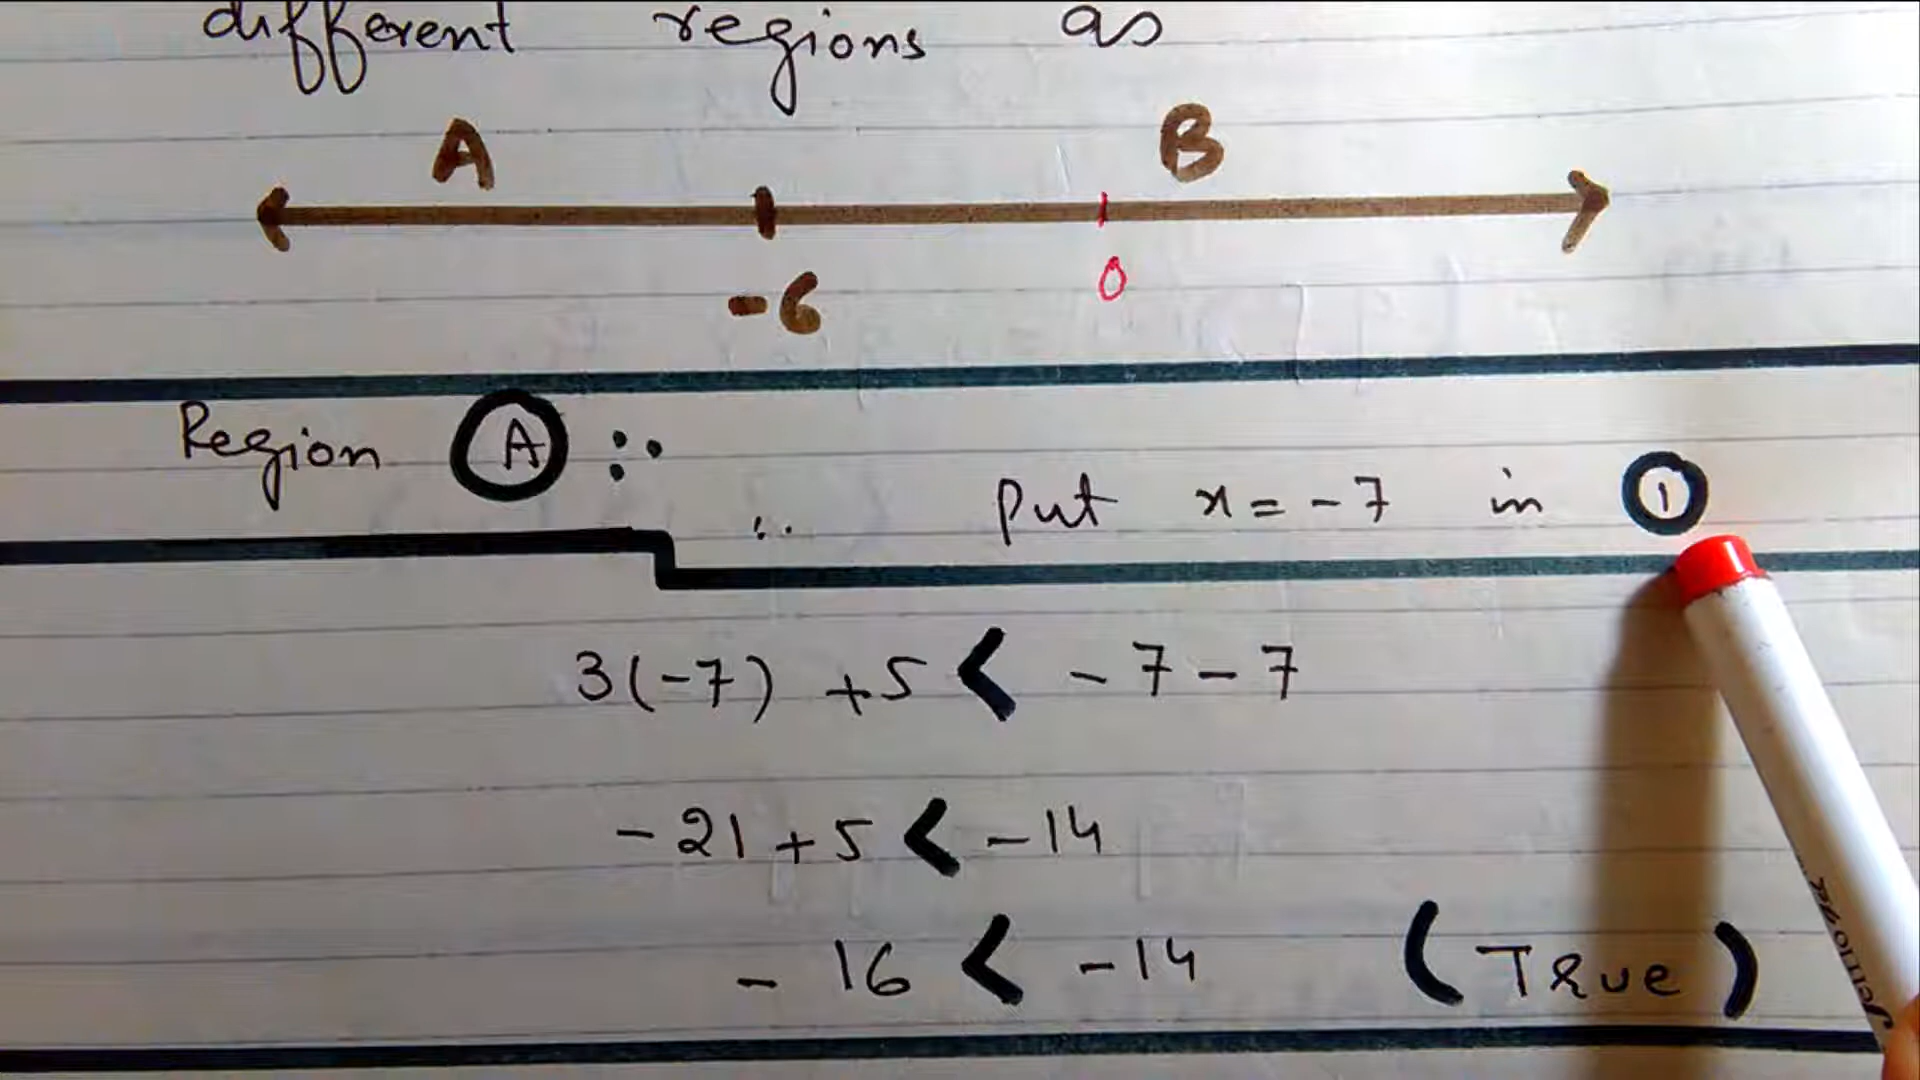 different regions as
A B
-6 0
Region A :·
∴ Put x = -7 in 1
3(-7) +5 < -7-7
-21+5 < -14
-16 < -14 (True)